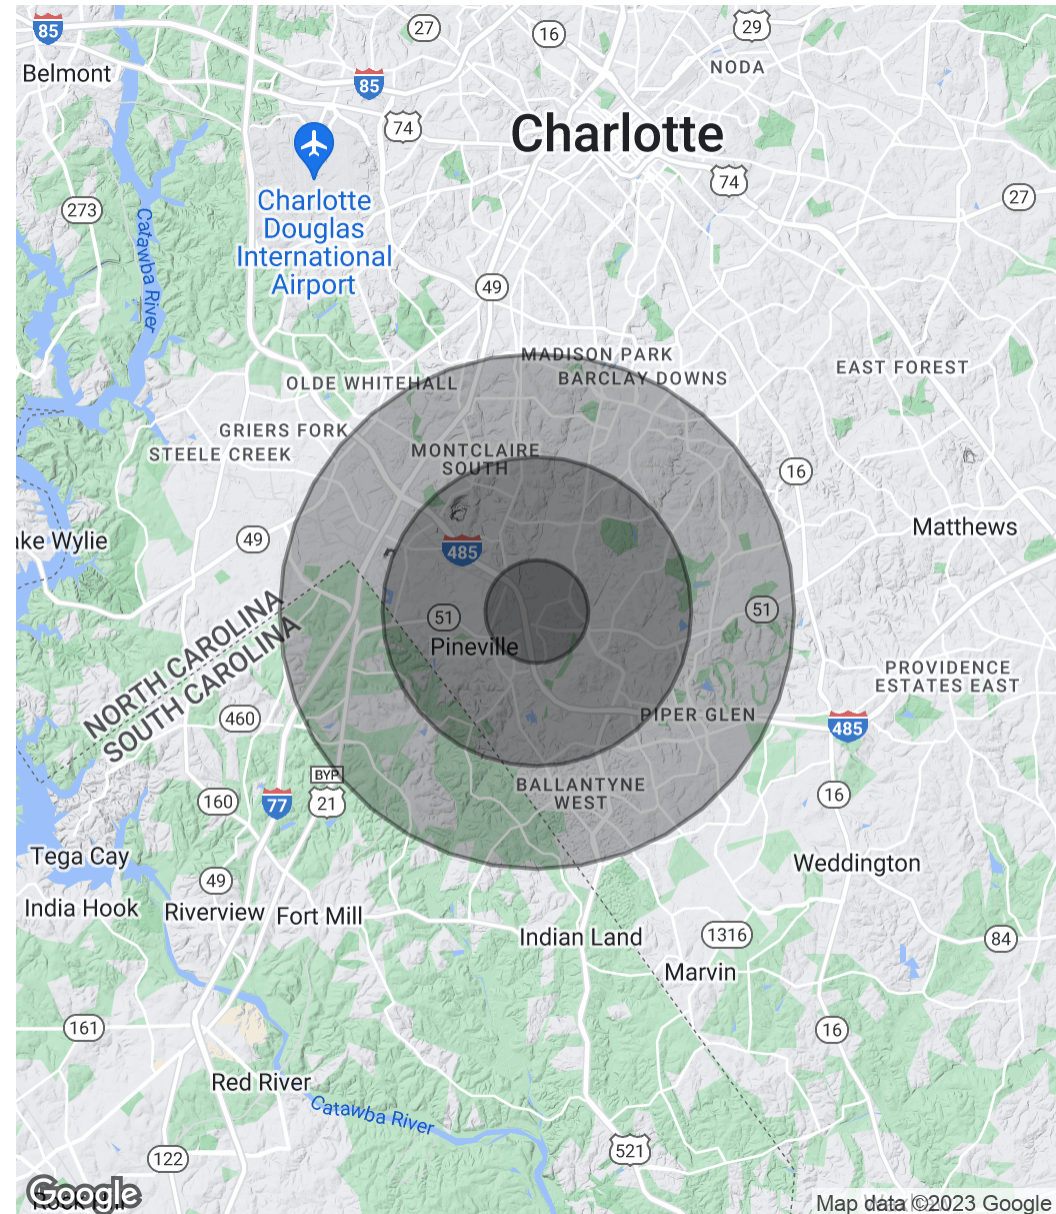 85
27
16
29
Belmont
NODA
85
74
Charlotte
74
27
273
Charlotte
Douglas
International
Airport
Catawba River
49
MADISON PARK
BARCLAY DOWNS
EAST FOREST
OLDE WHITEHALL
GRIERS FORK
STEELE CREEK
MONTCLAIRE
SOUTH
16
Matthews
49
ke Wylie
485
51
51
Pineville
NORTH CAROLINA
SOUTH CAROLINA
PROVIDENCE
ESTATES EAST
460
PIPER GLEN
485
BYP
21
77
160
BALLANTYNE
WEST
16
Tega Cay
Weddington
49
India Hook
Riverview
Fort Mill
Indian Land
1316
84
Marvin
161
16
Red River
Catawba River
521
122
Google
Map data ©2023 Google